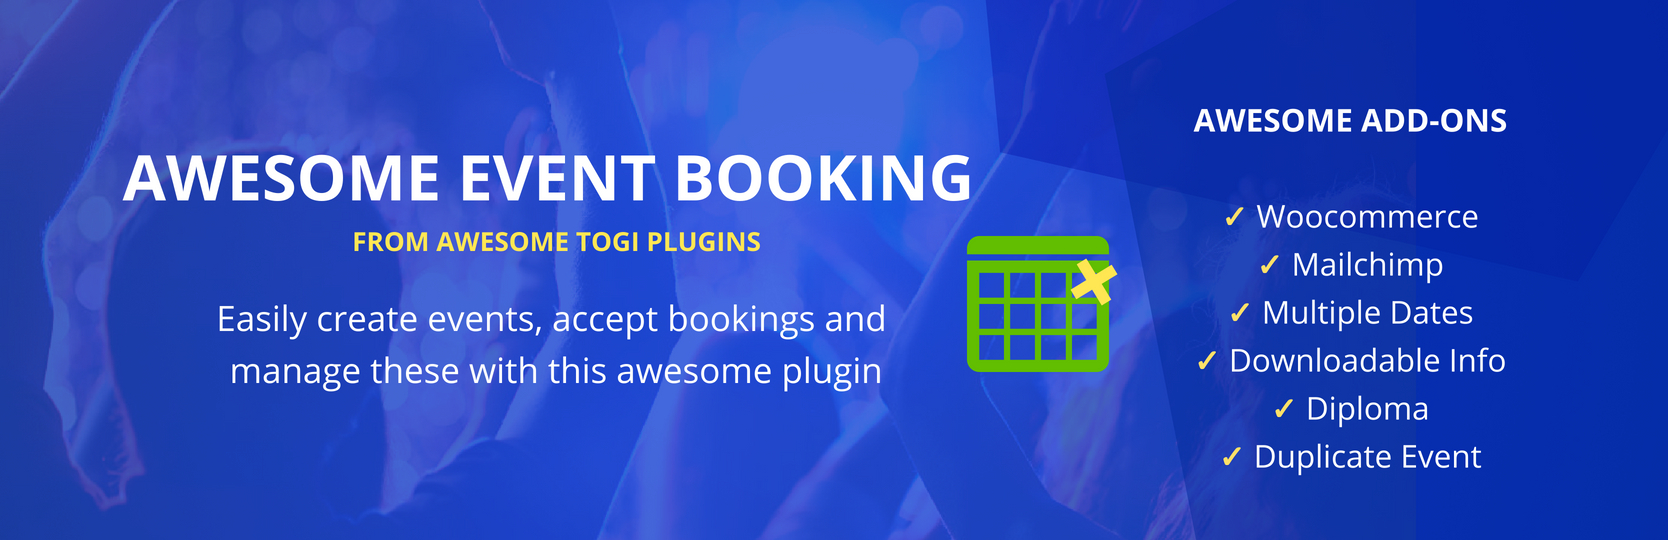 AWESOME EVENT BOOKING
FROM AWESOME TOGI PLUGINS
Easily create events, accept bookings and
manage these with this awesome plugin
AWESOME ADD-ONS
✓ Woocommerce
✓ Mailchimp
✓ Multiple Dates
✓ Downloadable Info
✓ Diploma
✓ Duplicate Event